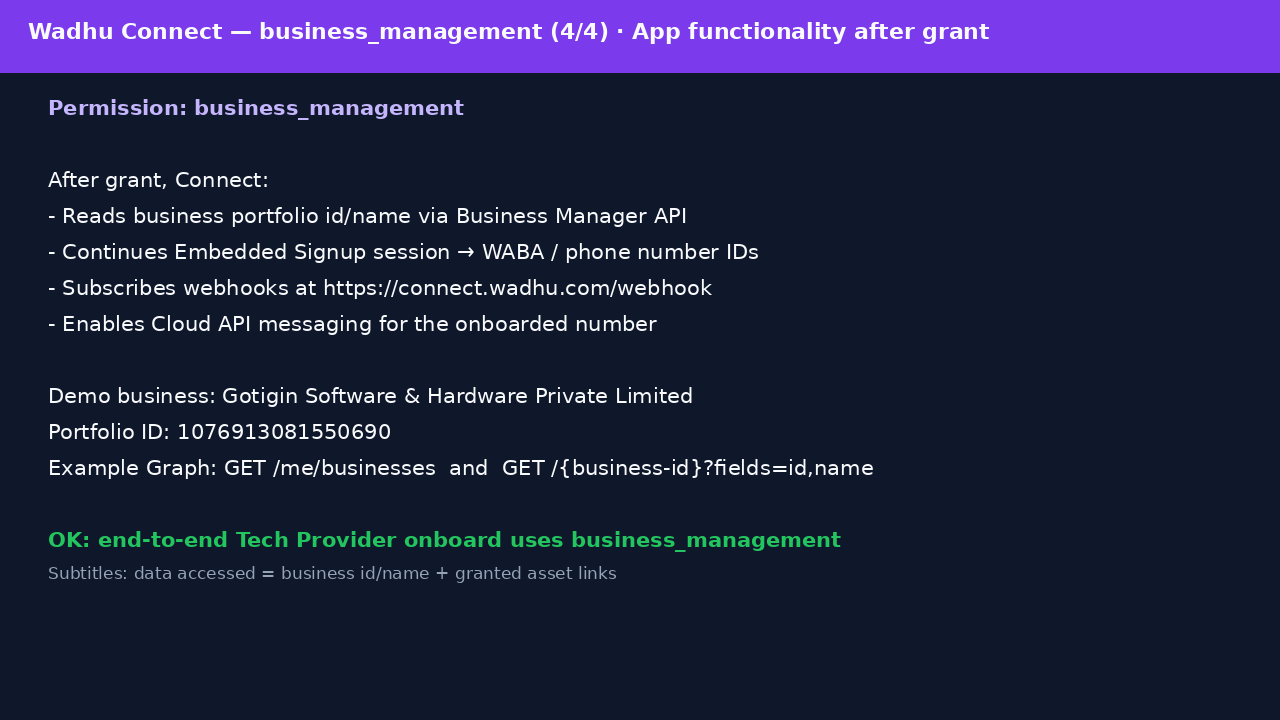 Wadhu Connect — business_management (4/4) · App functionality after grant
Permission: business_management
After grant, Connect:
- Reads business portfolio id/name via Business Manager API
- Continues Embedded Signup session → WABA / phone number IDs
- Subscribes webhooks at https://connect.wadhu.com/webhook
- Enables Cloud API messaging for the onboarded number
Demo business: Gotigin Software & Hardware Private Limited
Portfolio ID: 1076913081550690
Example Graph: GET /me/businesses  and  GET /{business-id}?fields=id,name
OK: end-to-end Tech Provider onboard uses business_management
Subtitles: data accessed = business id/name + granted asset links